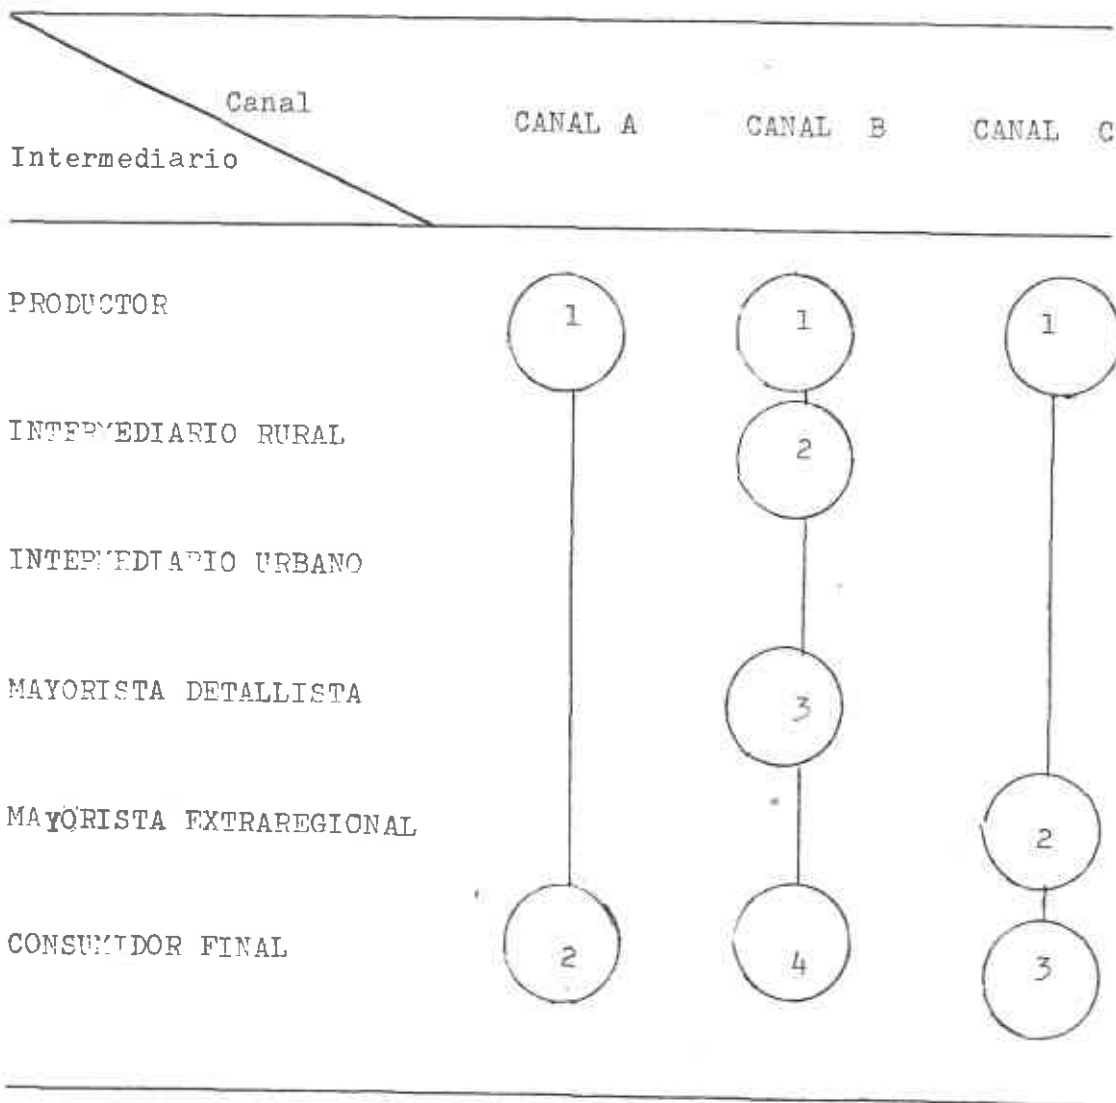 Canal
CANAL A CANAL B CANAL C
Intermediario
PRODUCTOR 1 1 1
INTERMEDIARIO RURAL 2
INTERMEDIARIO URBANO
MAYORISTA DETALLISTA 3
MAYORISTA EXTRAREGIONAL 2
CONSUMIDOR FINAL 2 4 3